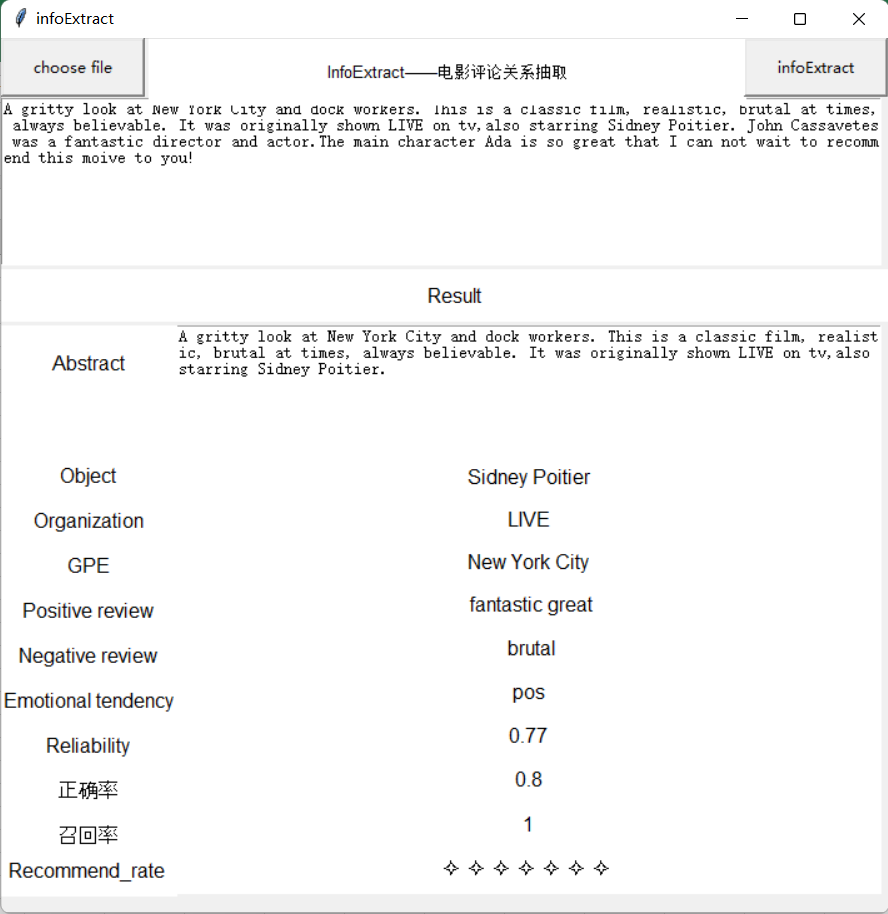 infoExtract
choose file
InfoExtract——电影评论关系抽取
infoExtract
A gritty look at New York City and dock workers. This is a classic film, realistic, brutal at times,
always believable. It was originally shown LIVE on tv,also starring Sidney Poitier. John Cassavetes
was a fantastic director and actor.The main character Ada is so great that I can not wait to recomm
end this moive to you!
Result
Abstract
A gritty look at New York City and dock workers. This is a classic film, realist
ic, brutal at times, always believable. It was originally shown LIVE on tv,also
starring Sidney Poitier.
Object Sidney Poitier
Organization LIVE
GPE New York City
Positive review fantastic great
Negative review brutal
Emotional tendency pos
Reliability 0.77
正确率 0.8
召回率 1
Recommend_rate ✧ ✧ ✧ ✧ ✧ ✧ ✧